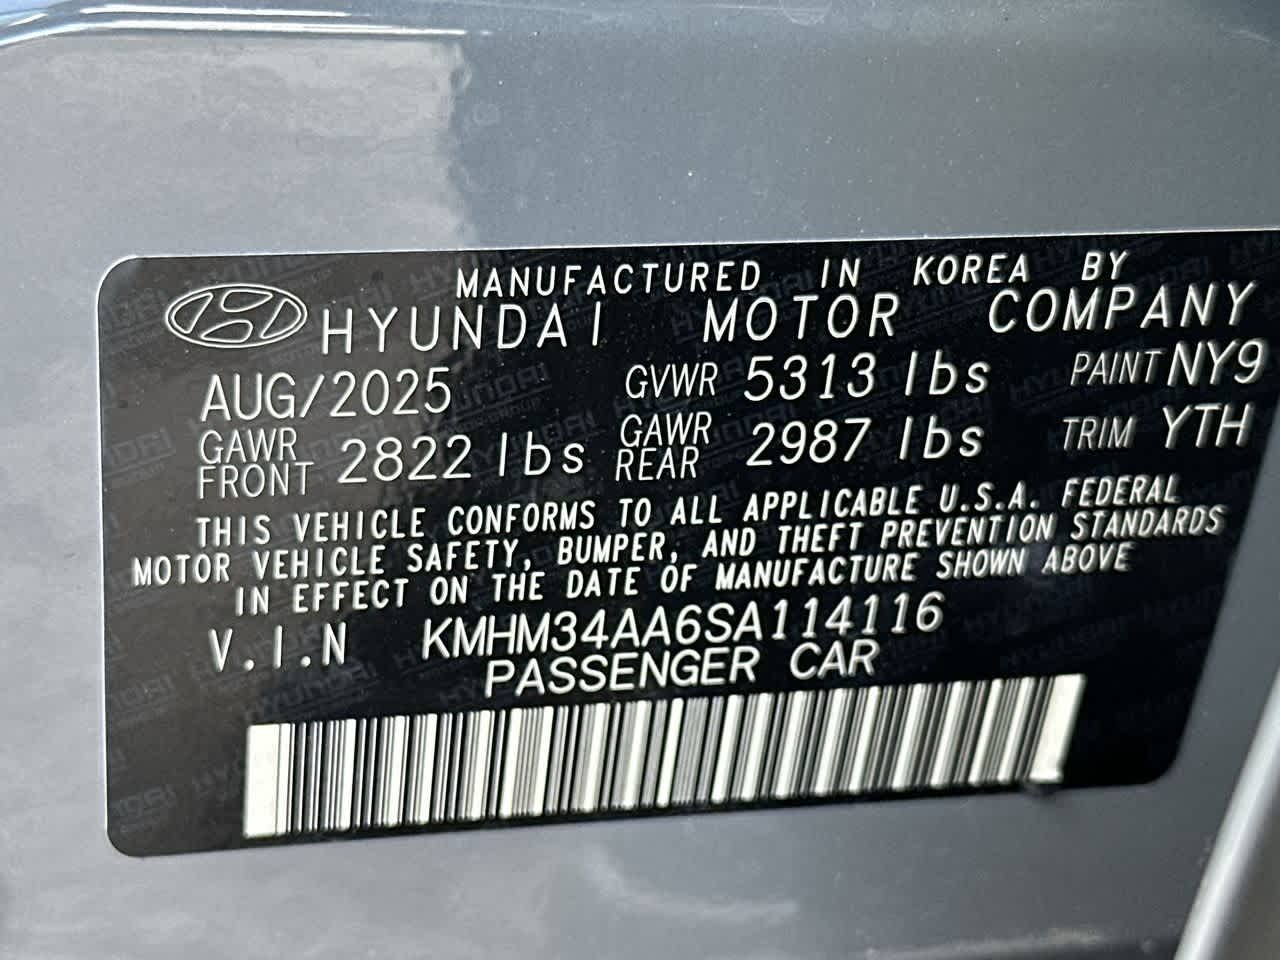 MANUFACTURED IN KOREA BY
HYUNDAI MOTOR COMPANY
AUG/2025 GVWR 5313 lbs PAINT NY9
GAWR FRONT 2822 lbs GAWR REAR 2987 lbs TRIM YTH
THIS VEHICLE CONFORMS TO ALL APPLICABLE U.S.A. FEDERAL
MOTOR VEHICLE SAFETY, BUMPER, AND THEFT PREVENTION STANDARDS
IN EFFECT ON THE DATE OF MANUFACTURE SHOWN ABOVE
V.I.N KMHM34AA6SA114116
PASSENGER CAR